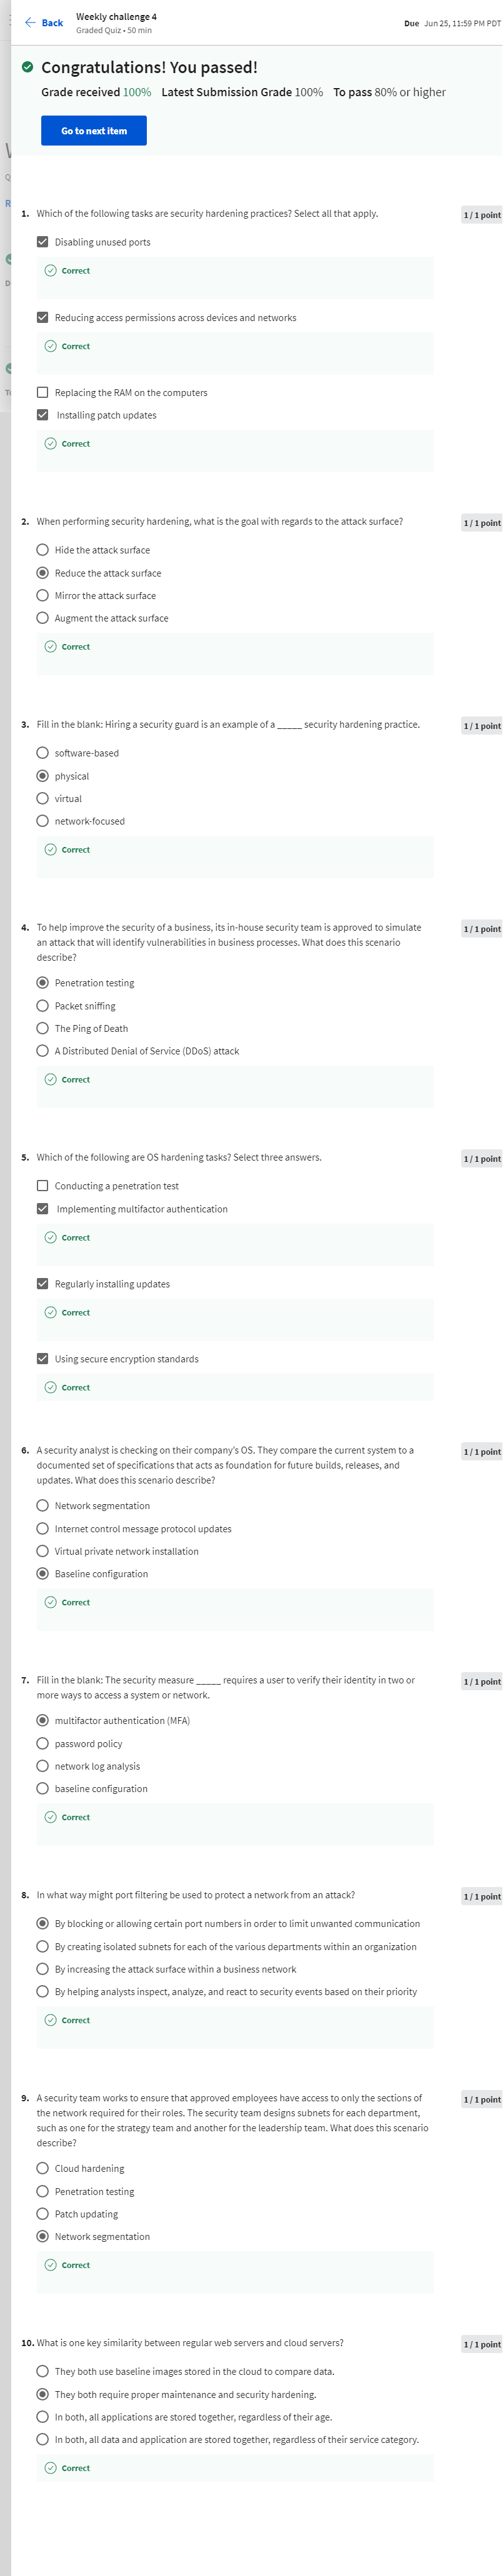 Back
Weekly challenge 4
Graded Quiz • 50 min
Due Jun 25, 11:59 PM PDT
Congratulations! You passed!
Grade received 100% Latest Submission Grade 100% To pass 80% or higher
Go to next item
1. Which of the following tasks are security hardening practices? Select all that apply.
1 / 1 point
Disabling unused ports
Correct
Reducing access permissions across devices and networks
Correct
Replacing the RAM on the computers
Installing patch updates
Correct
2. When performing security hardening, what is the goal with regards to the attack surface?
1 / 1 point
Hide the attack surface
Reduce the attack surface
Mirror the attack surface
Augment the attack surface
Correct
3. Fill in the blank: Hiring a security guard is an example of a _____ security hardening practice.
1 / 1 point
software-based
physical
virtual
network-focused
Correct
4. To help improve the security of a business, its in-house security team is approved to simulate
an attack that will identify vulnerabilities in business processes. What does this scenario
describe?
1 / 1 point
Penetration testing
Packet sniffing
The Ping of Death
A Distributed Denial of Service (DDoS) attack
Correct
5. Which of the following are OS hardening tasks? Select three answers.
1 / 1 point
Conducting a penetration test
Implementing multifactor authentication
Correct
Regularly installing updates
Correct
Using secure encryption standards
Correct
6. A security analyst is checking on their company's OS. They compare the current system to a
documented set of specifications that acts as foundation for future builds, releases, and
updates. What does this scenario describe?
1 / 1 point
Network segmentation
Internet control message protocol updates
Virtual private network installation
Baseline configuration
Correct
7. Fill in the blank: The security measure _____ requires a user to verify their identity in two or
more ways to access a system or network.
1 / 1 point
multifactor authentication (MFA)
password policy
network log analysis
baseline configuration
Correct
8. In what way might port filtering be used to protect a network from an attack?
1 / 1 point
By blocking or allowing certain port numbers in order to limit unwanted communication
By creating isolated subnets for each of the various departments within an organization
By increasing the attack surface within a business network
By helping analysts inspect, analyze, and react to security events based on their priority
Correct
9. A security team works to ensure that approved employees have access to only the sections of
the network required for their roles. The security team designs subnets for each department,
such as one for the strategy team and another for the leadership team. What does this scenario
describe?
1 / 1 point
Cloud hardening
Penetration testing
Patch updating
Network segmentation
Correct
10. What is one key similarity between regular web servers and cloud servers?
1 / 1 point
They both use baseline images stored in the cloud to compare data.
They both require proper maintenance and security hardening.
In both, all applications are stored together, regardless of their age.
In both, all data and application are stored together, regardless of their service category.
Correct